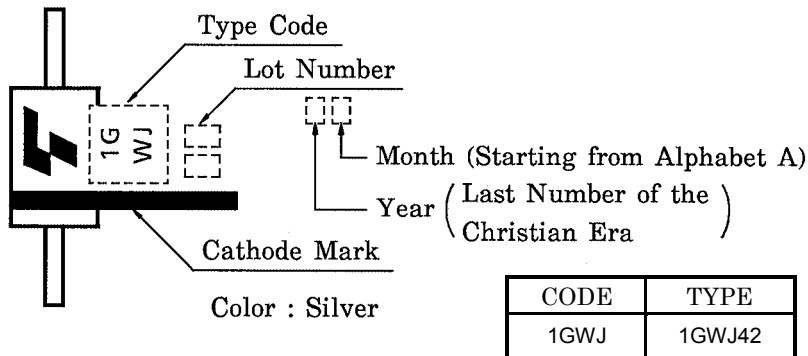 Type Code
Lot Number
1G
WJ
Month (Starting from Alphabet A)
Year (Last Number of the
Christian Era)
Cathode Mark
Color : Silver
CODE TYPE
1GWJ 1GWJ42